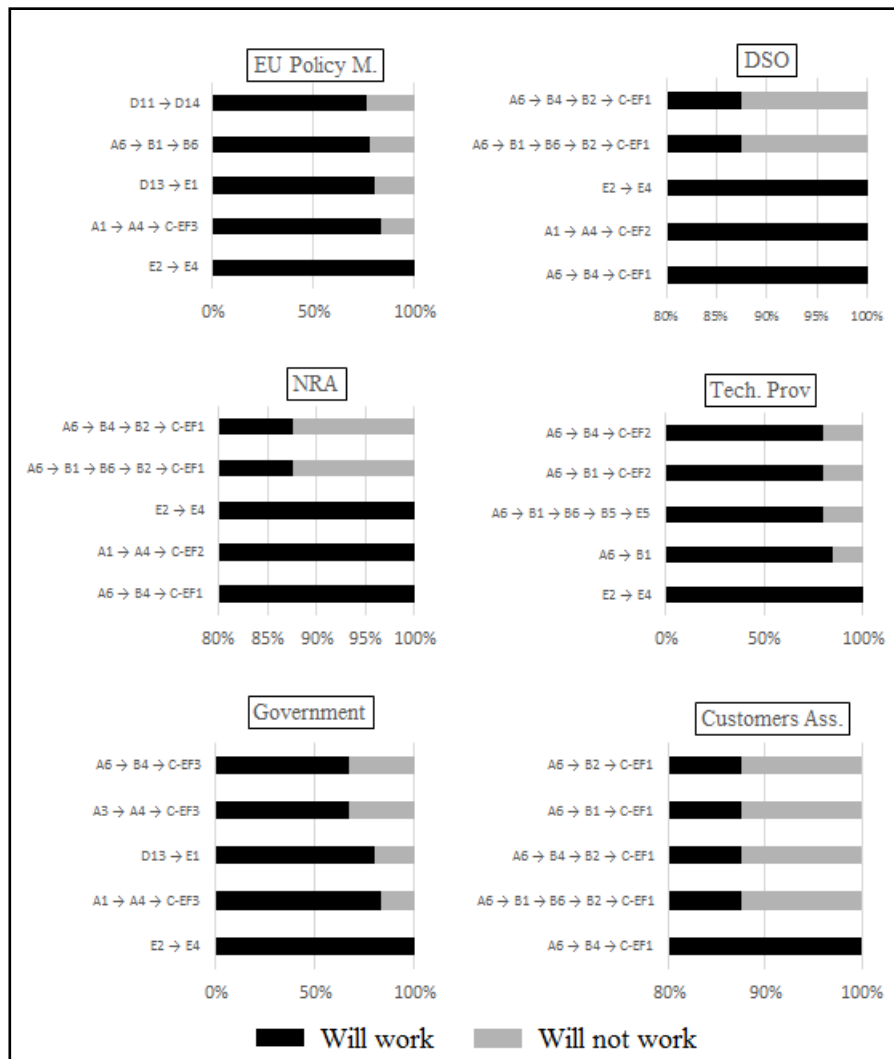 EU Policy M.
D11 → D14
A6 → B1 → B6
D13 → E1
A1 → A4 → C-EF3
E2 → E4
0% 50% 100%
DSO
A6 → B4 → B2 → C-EF1
A6 → B1 → B6 → B2 → C-EF1
E2 → E4
A1 → A4 → C-EF2
A6 → B4 → C-EF1
80% 85% 90% 95% 100%
NRA
A6 → B4 → B2 → C-EF1
A6 → B1 → B6 → B2 → C-EF1
E2 → E4
A1 → A4 → C-EF2
A6 → B4 → C-EF1
80% 85% 90% 95% 100%
Tech. Prov
A6 → B4 → C-EF2
A6 → B1 → C-EF2
A6 → B1 → B6 → B5 → E5
A6 → B1
E2 → E4
0% 50% 100%
Government
A6 → B4 → C-EF3
A3 → A4 → C-EF3
D13 → E1
A1 → A4 → C-EF3
E2 → E4
0% 50% 100%
Customers Ass.
A6 → B2 → C-EF1
A6 → B1 → C-EF1
A6 → B4 → B2 → C-EF1
A6 → B1 → B6 → B2 → C-EF1
A6 → B4 → C-EF1
80% 90% 100%
Will work Will not work